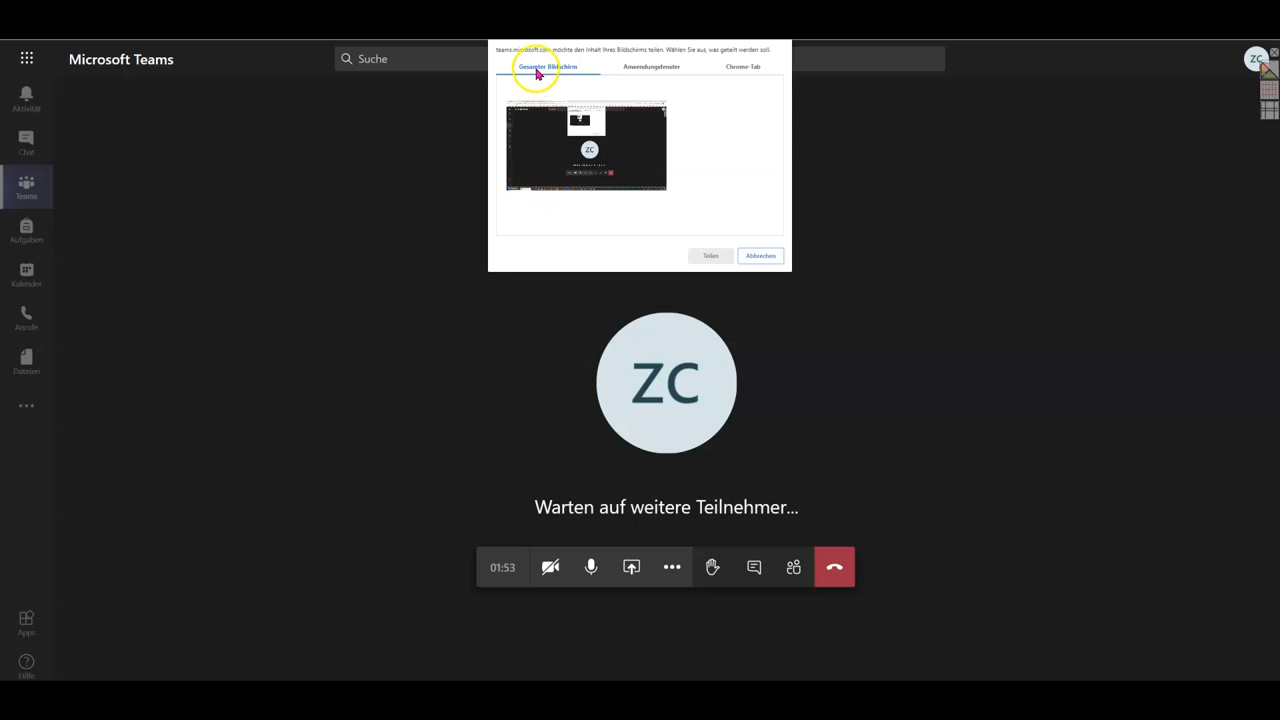 Microsoft Teams
Suche
teams.microsoft.com möchte den Inhalt Ihres Bildschirms teilen. Wählen Sie aus, was geteilt werden soll.
Gesamter Bildschirm
Anwendungsfenster
Chrome-Tab
ZC
Teilen
Abbrechen
ZC
Aktivität
Chat
Teams
Aufgaben
Kalender
Anrufe
Dateien
ZC
Warten auf weitere Teilnehmer...
01:53
Apps
Hilfe